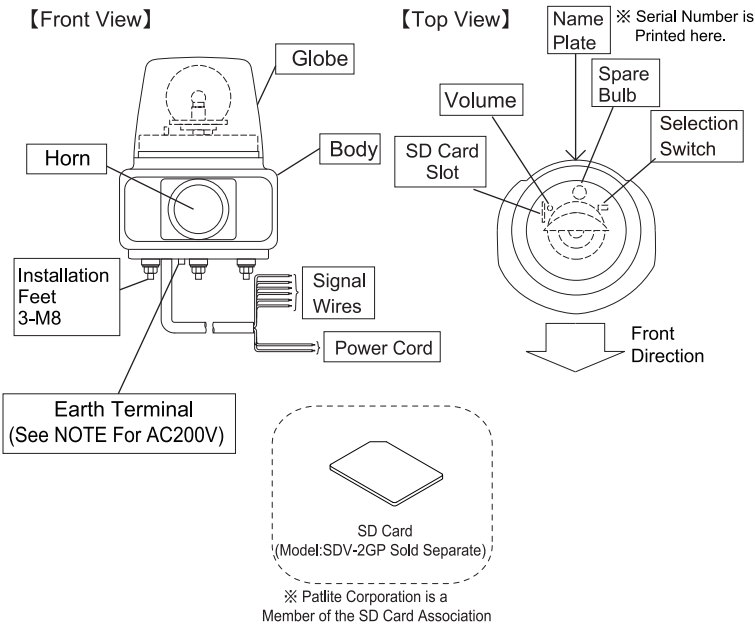 【Front View】
Globe
Horn
Body
Installation
Feet
3-M8
Signal
Wires
Power Cord
Earth Terminal
(See NOTE For AC200V)
【Top View】
Name
Plate
※ Serial Number is
Printed here.
Spare
Bulb
Volume
Selection
Switch
SD Card
Slot
Front
Direction
SD Card
(Model:SDV-2GP Sold Separate)
※ Patlite Corporation is a
Member of the SD Card Association